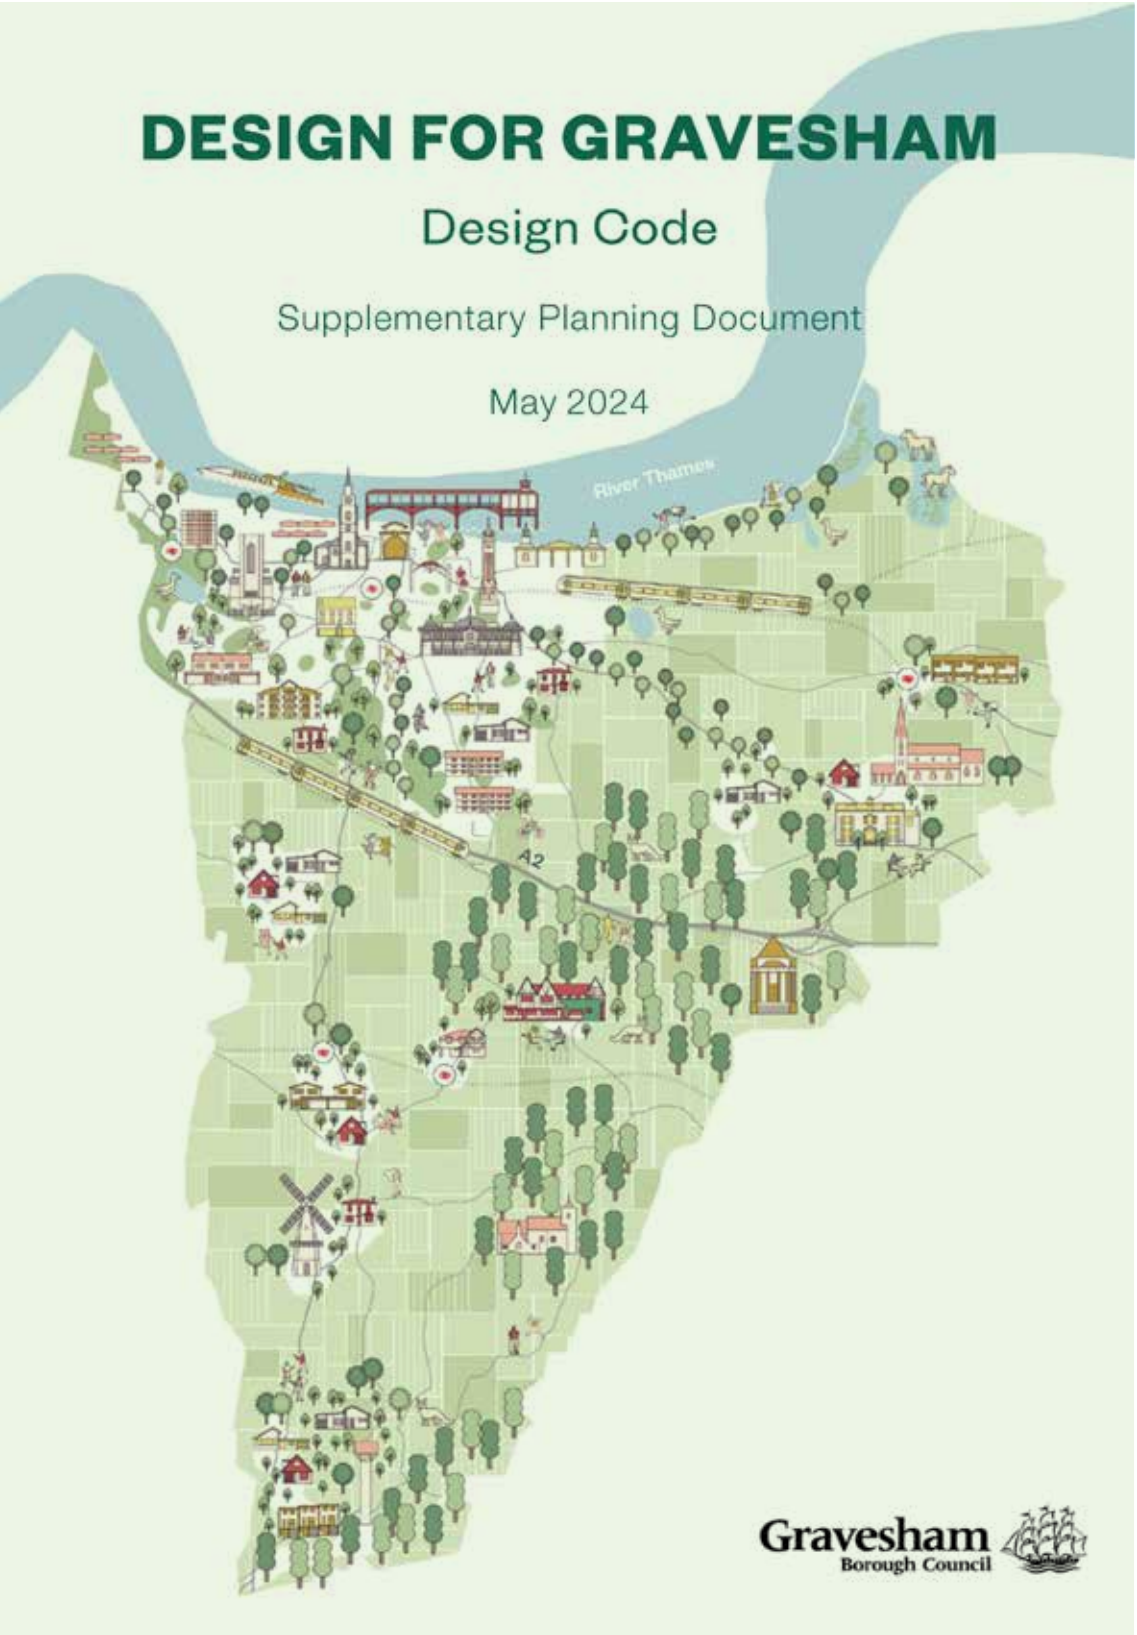 DESIGN FOR GRAVESHAM
Design Code
Supplementary Planning Document
May 2024
River Thames
A2
Gravesham
Borough Council